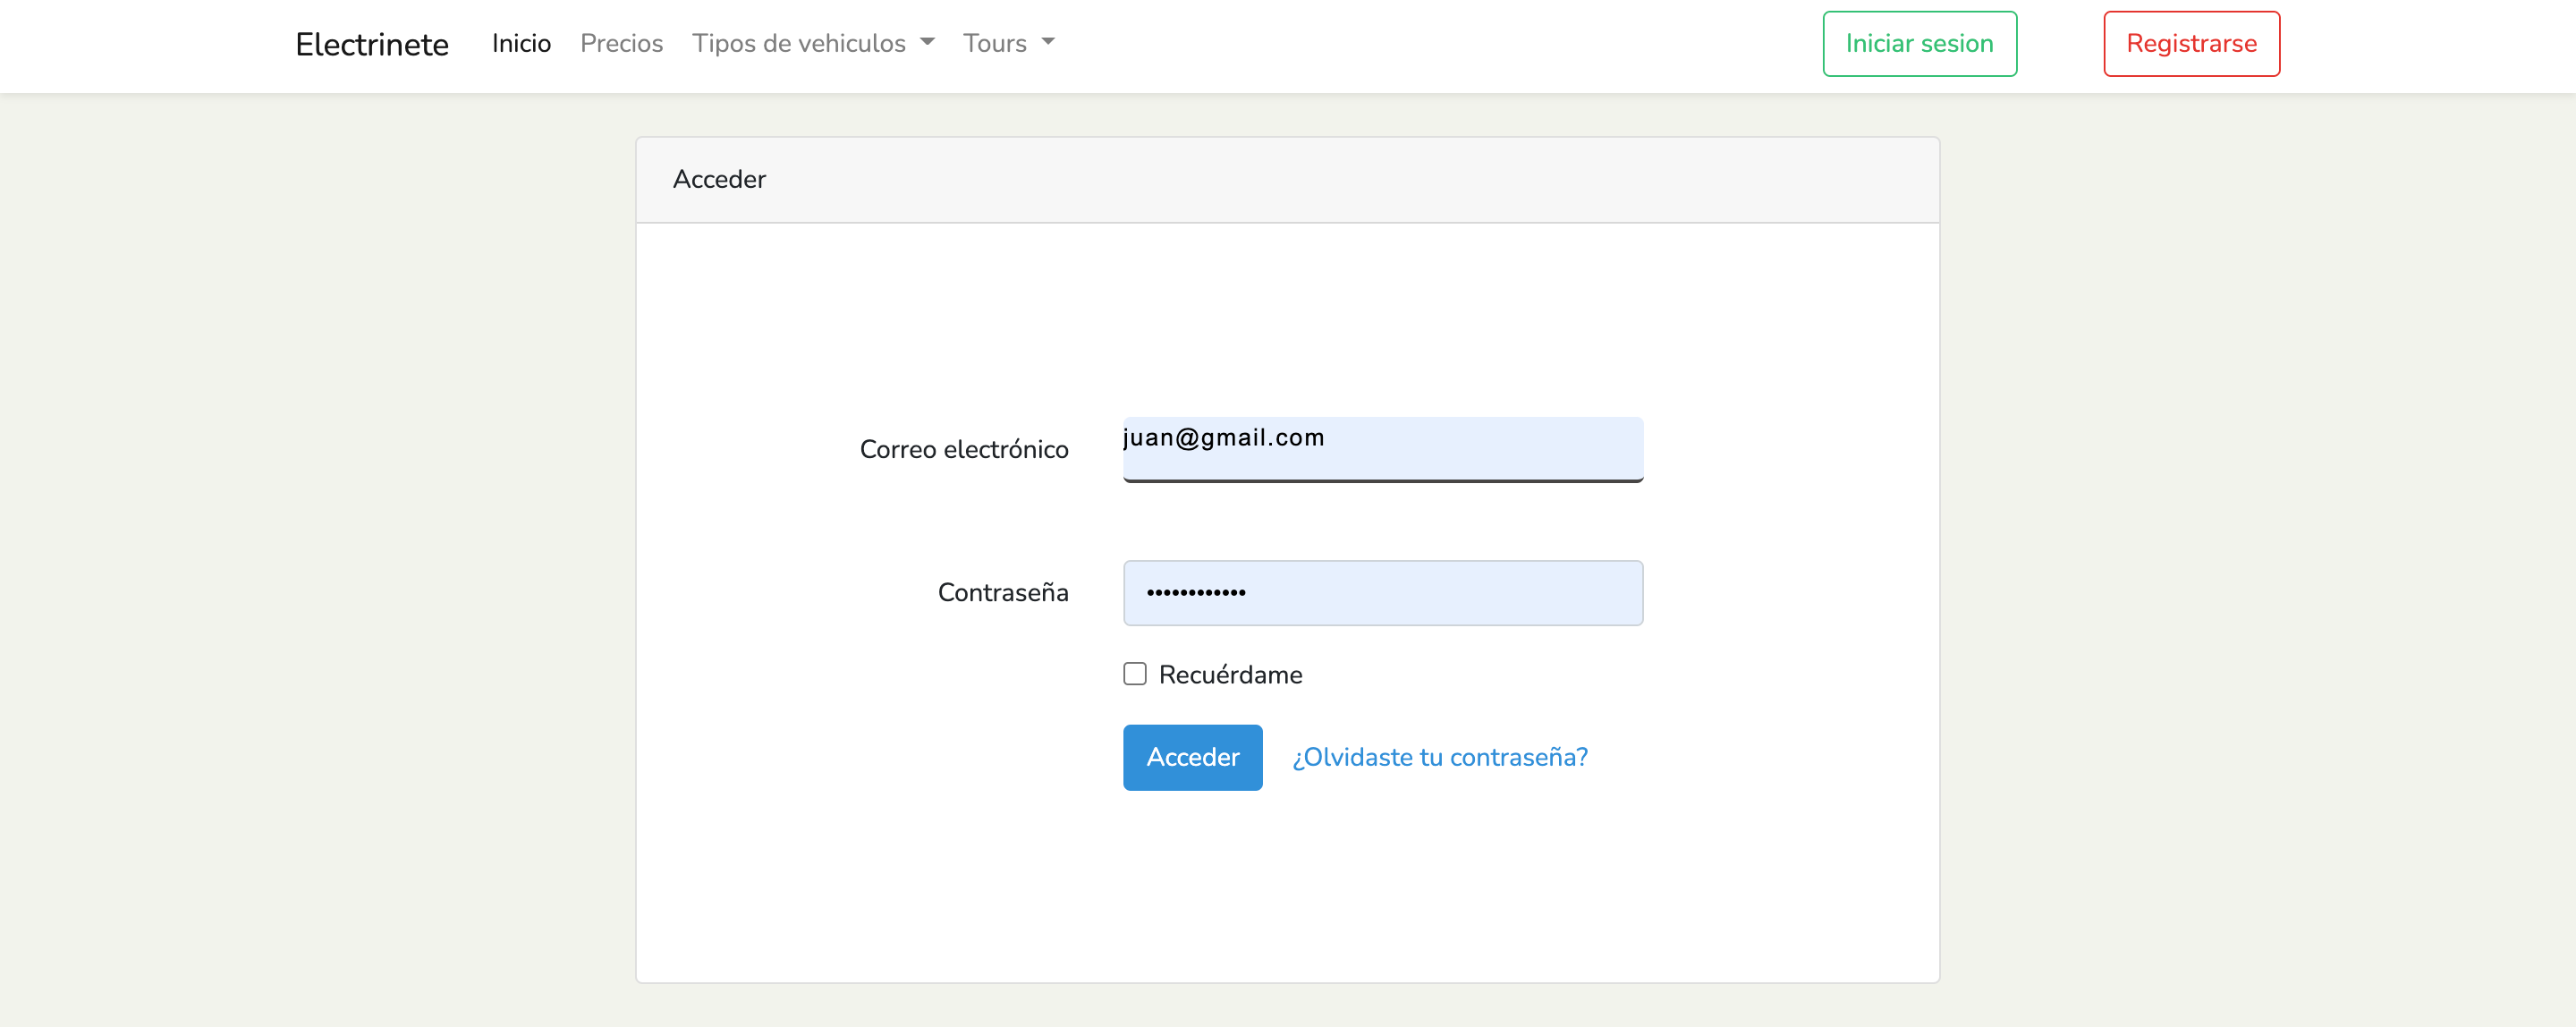 Electrinete Inicio Precios Tipos de vehiculos Tours Iniciar sesion Registrarse
Acceder
Correo electrónico juan@gmail.com
Contraseña ••••••••••••
Recuérdame
Acceder ¿Olvidaste tu contraseña?